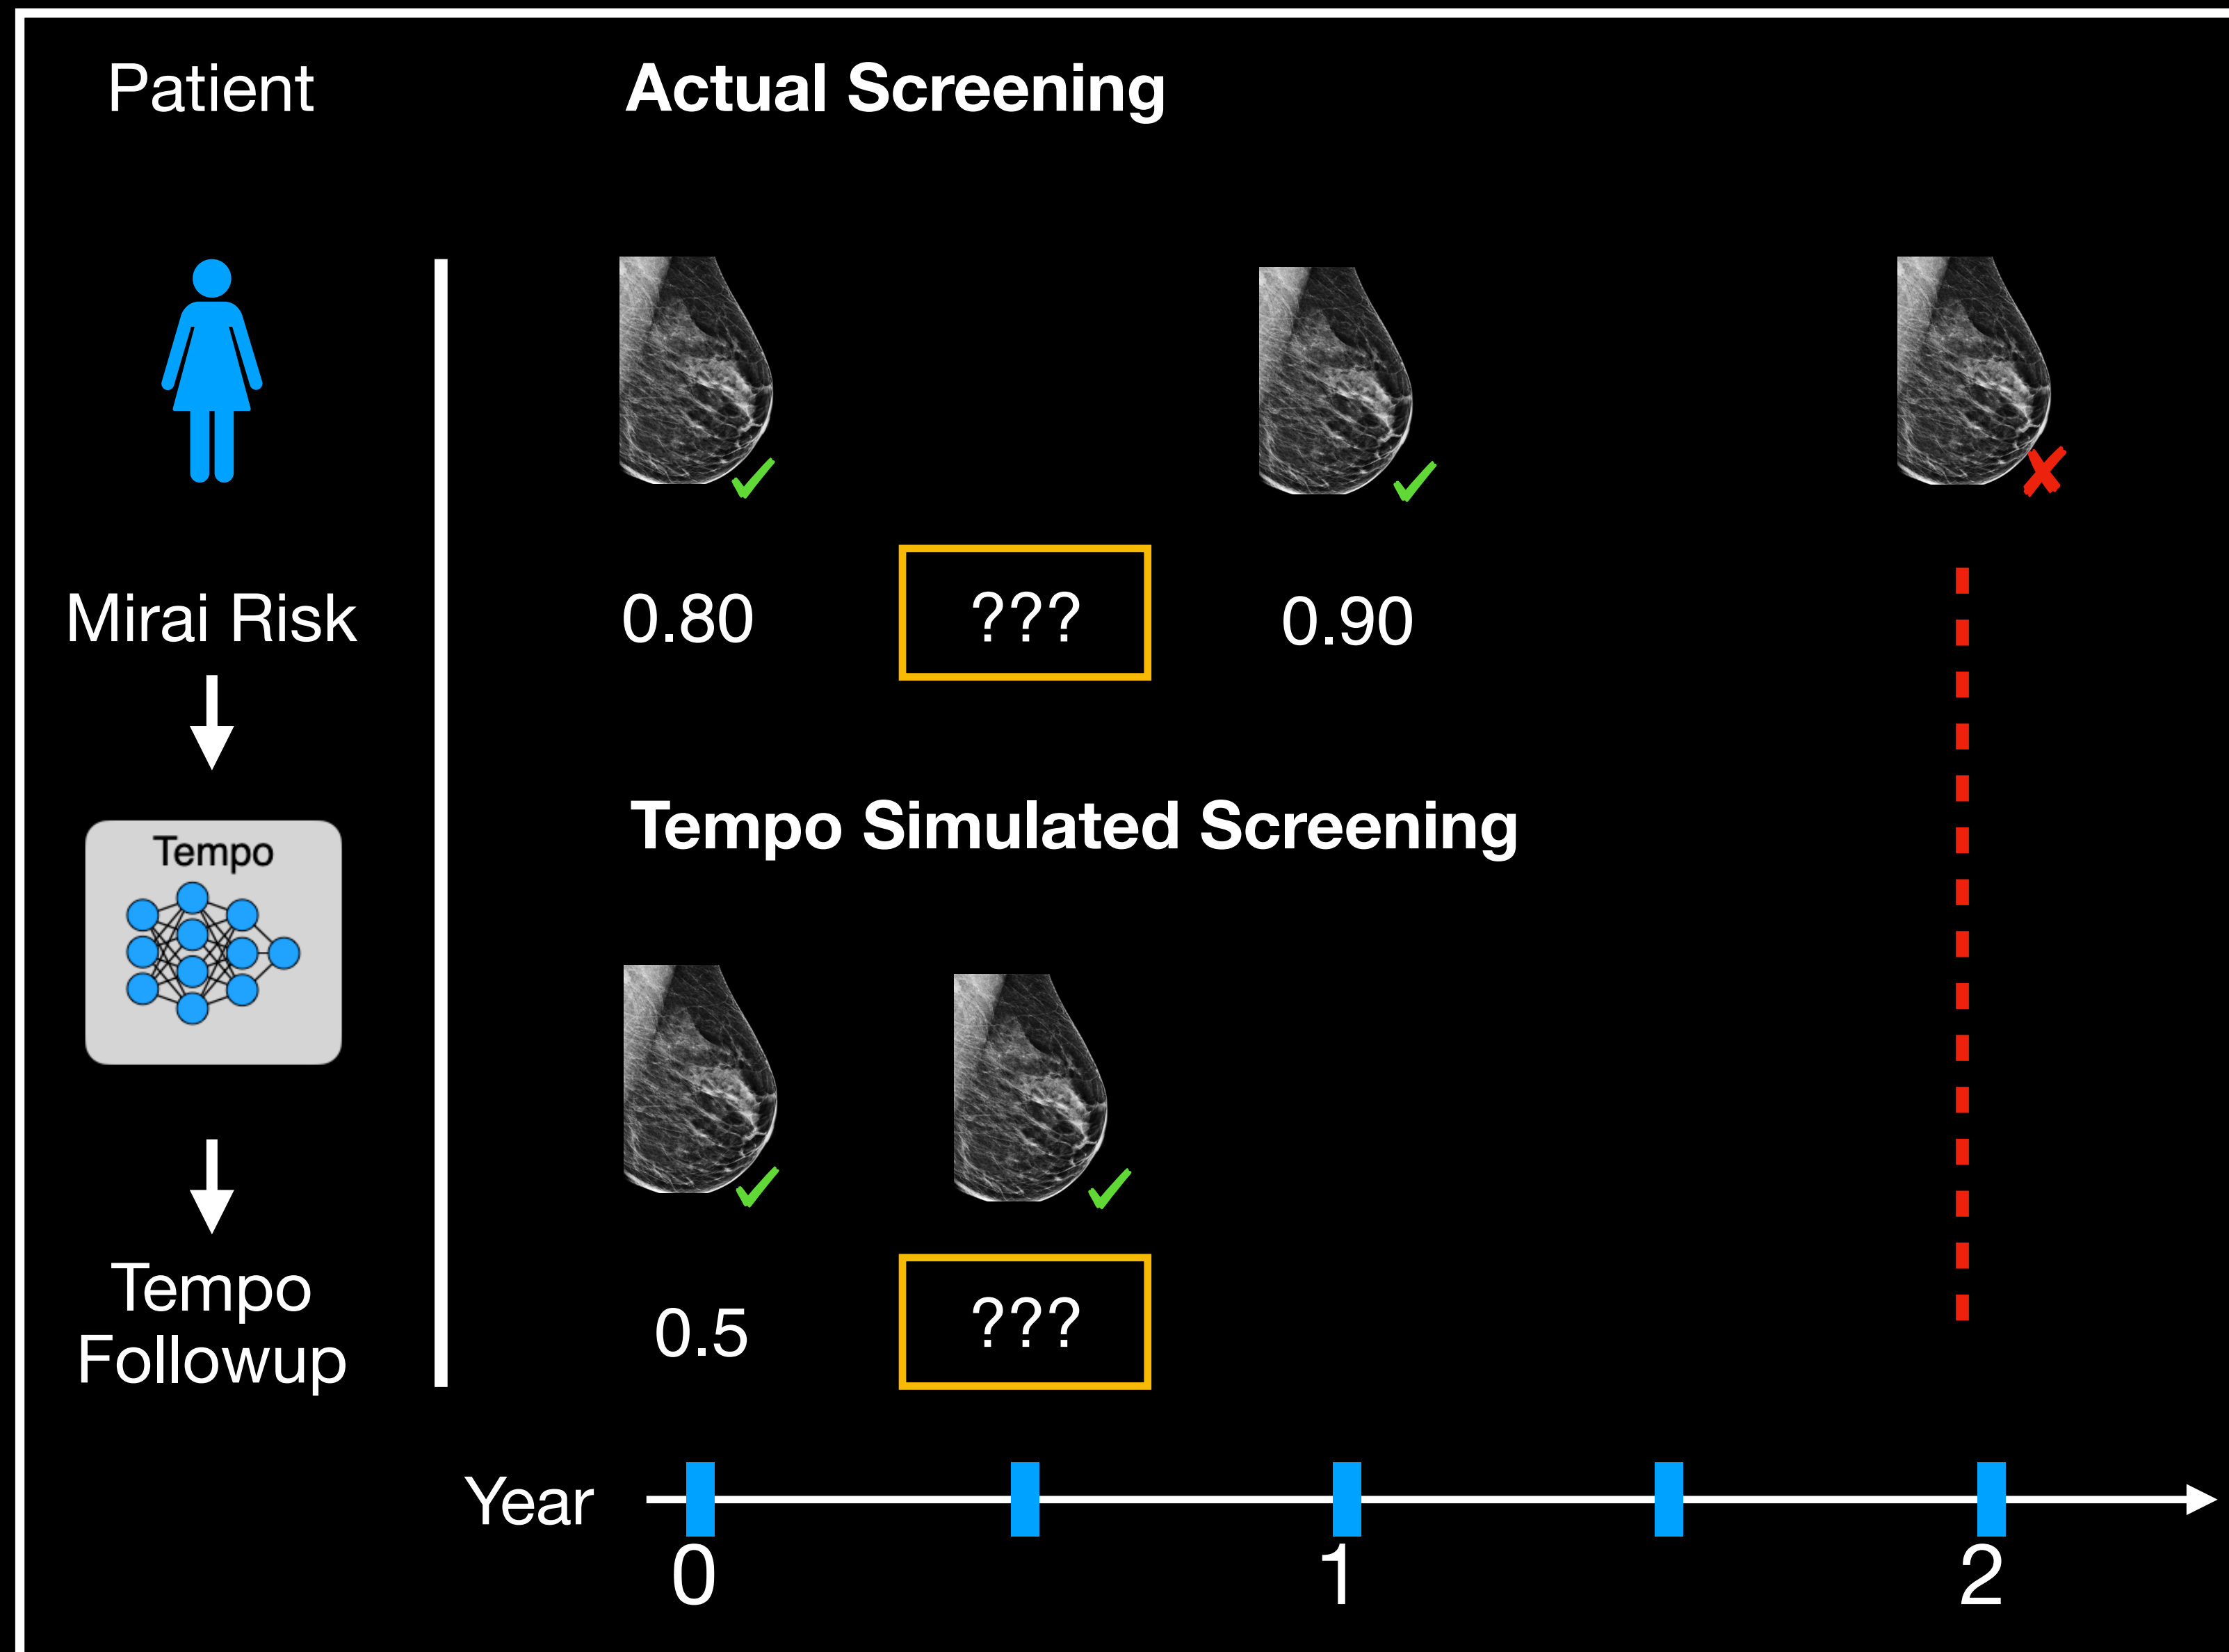 Patient
Actual Screening
Mirai Risk
0.80
???
0.90
Tempo
Tempo Simulated Screening
Tempo
Followup
0.5
???
Year
0
1
2